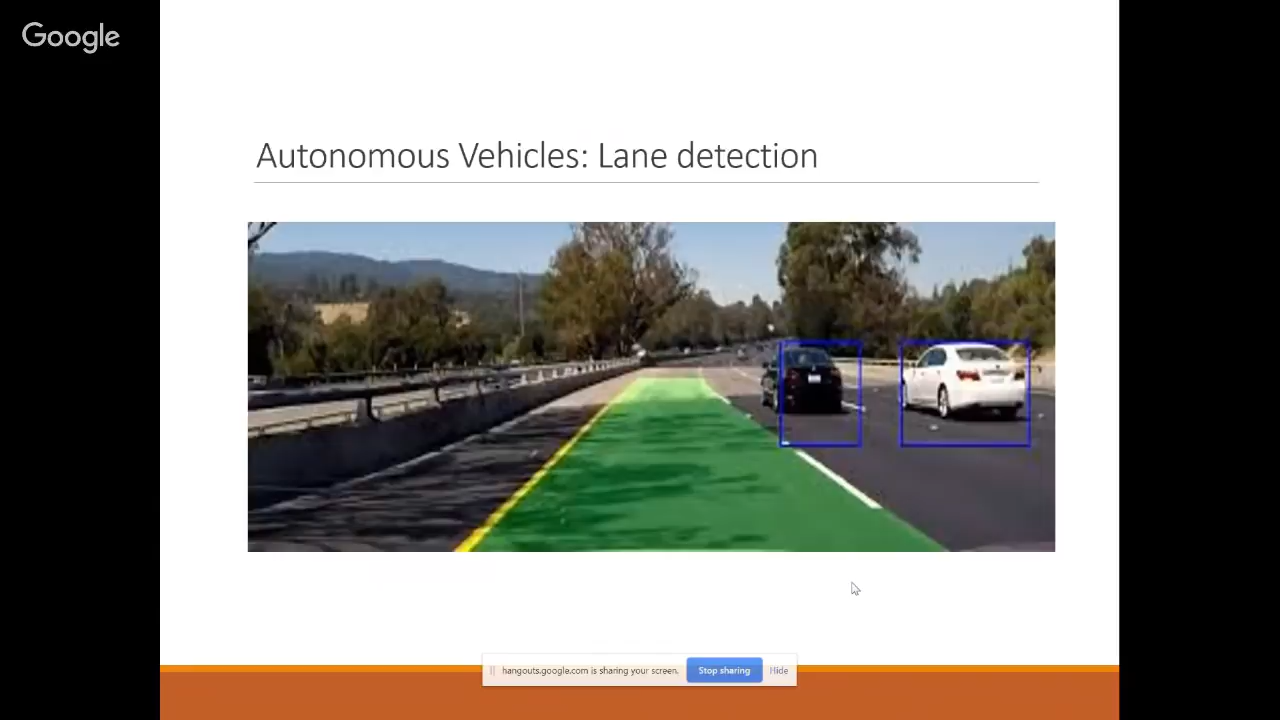 Google
Autonomous Vehicles: Lane detection
hangouts.google.com is sharing your screen.
Stop sharing
Hide